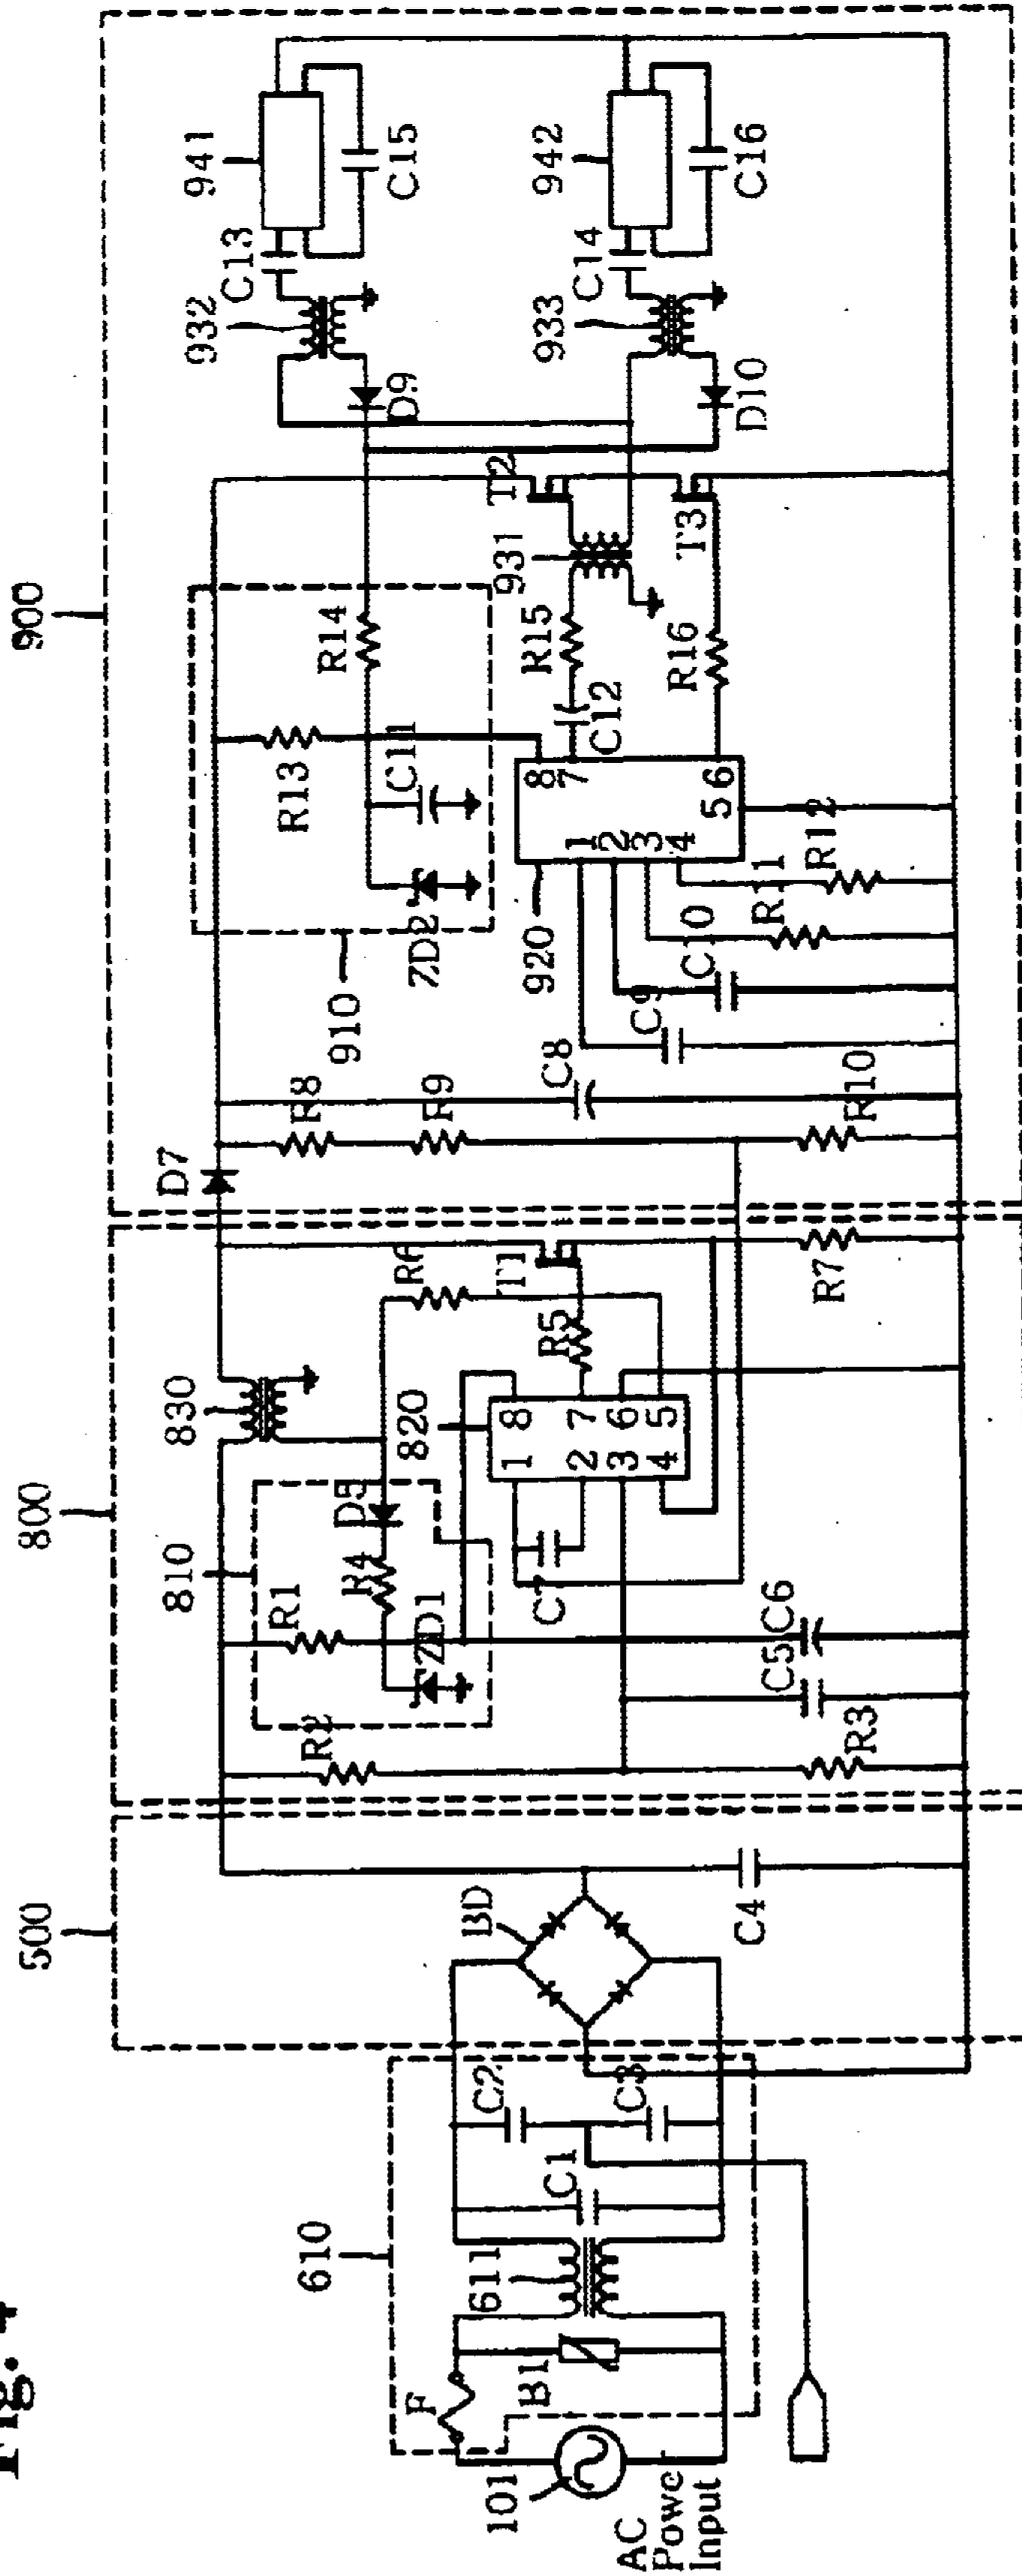 Fig. 4
500
800
900
610
101
AC
Powe
Input
F
B1
611
C1
C2
C3
BD
C4
R2
R3
810
R1
R4
D5
ZD1
C5
C6
830
820
C7
1
2
3
4
8
7
6
5
R5
R6
T1
R7
D7
R8
R9
R10
C8
910
ZD2
R13
C11
R14
920
1
2
3
4
8
7
6
5
C9
C10
R11
R12
C12
R15
R16
931
T2
T3
D9
D10
932
933
C13
C14
941
942
C15
C16